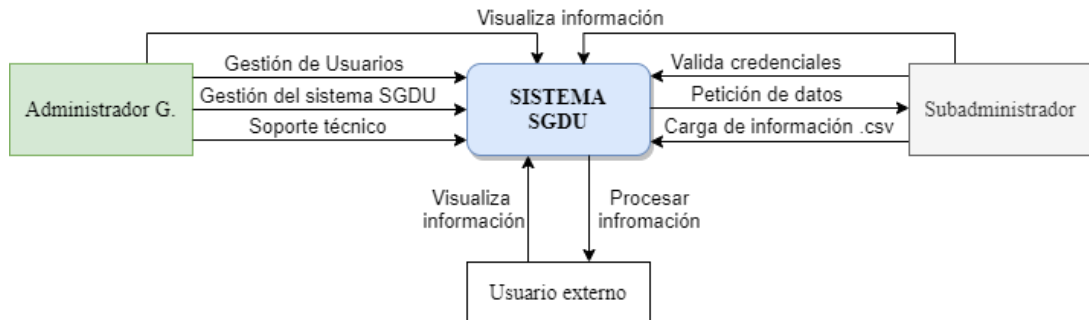 Visualiza información
Gestión de Usuarios
Gestión del sistema SGDU
Soporte técnico
Administrador G.
SISTEMA
SGDU
Valida credenciales
Petición de datos
Carga de información .csv
Subadministrador
Visualiza
información
Procesar
infromación
Usuario externo